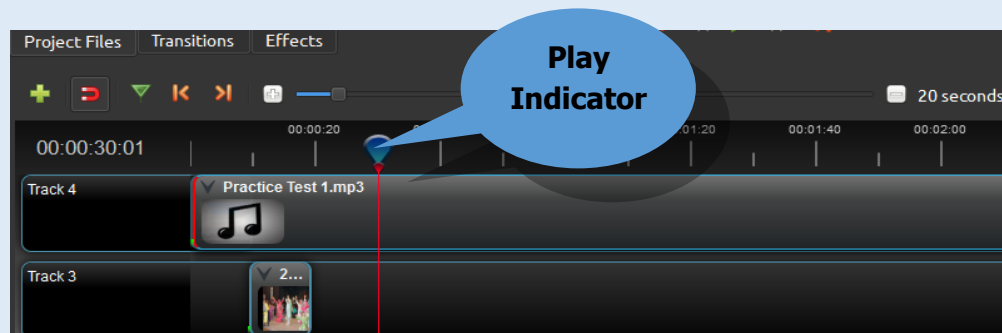 Project Files Transitions Effects
Play
Indicator
20 seconds
00:00:30:01
00:00:20 01:20 00:01:40 00:02:00
Track 4
Practice Test 1.mp3
Track 3
2...